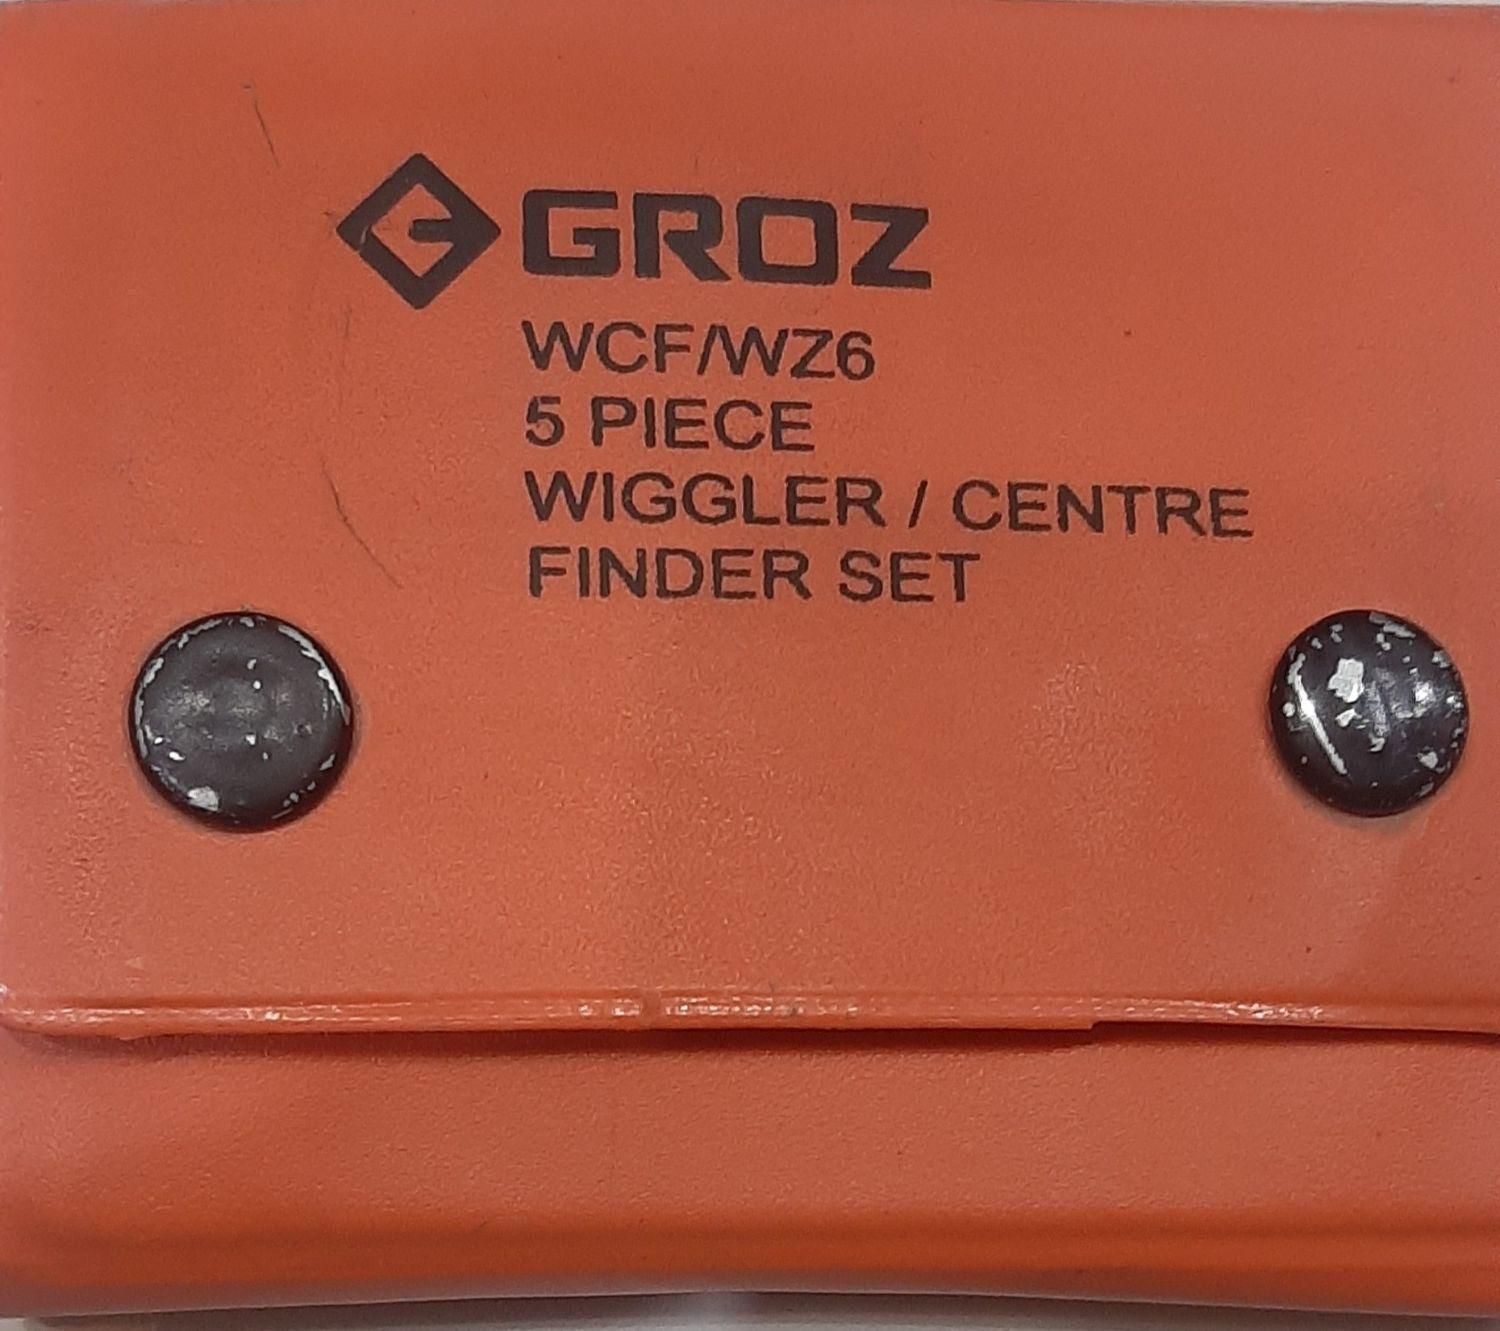 GROZ
WCF/WZ6
5 PIECE
WIGGLER / CENTRE
FINDER SET